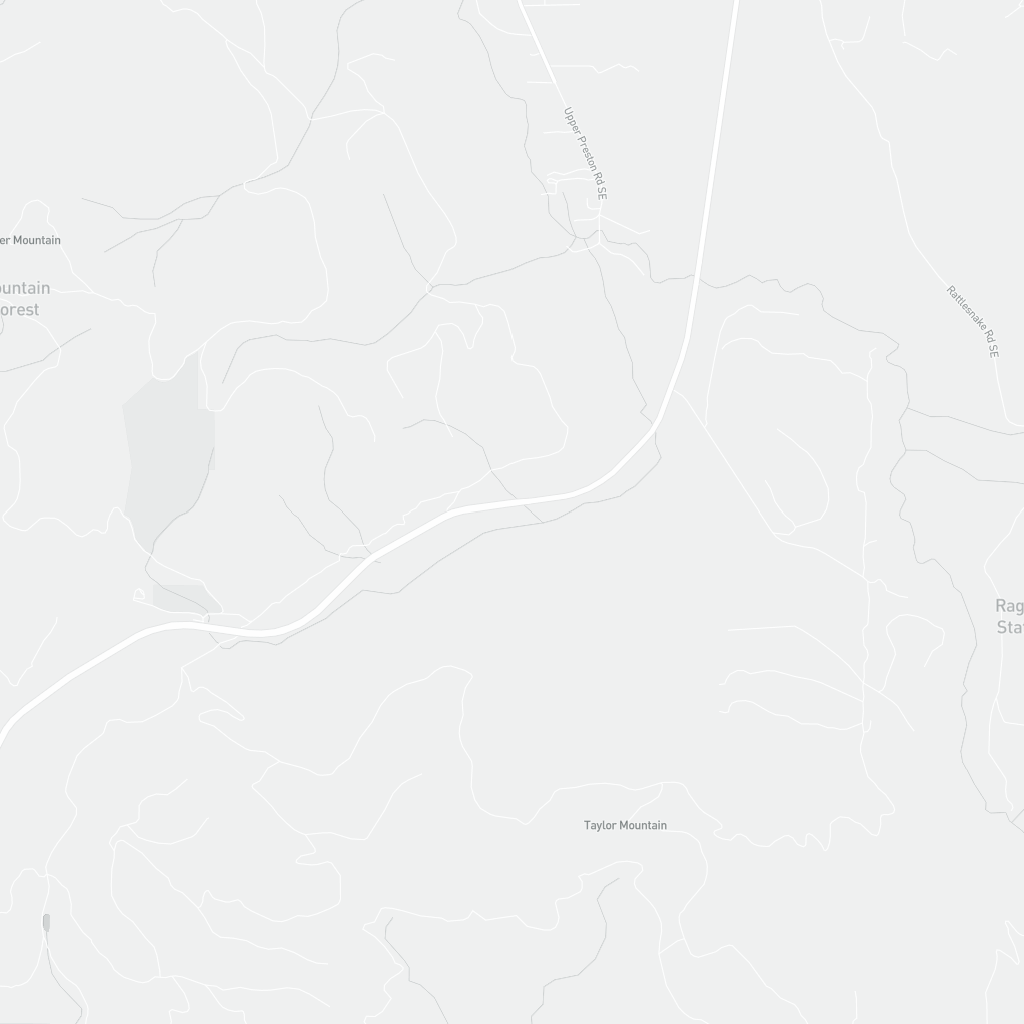 Upper Preston Rd SE
er Mountain
ountain
orest
Rattlesnake Rd SE
Rag
Sta
Taylor Mountain